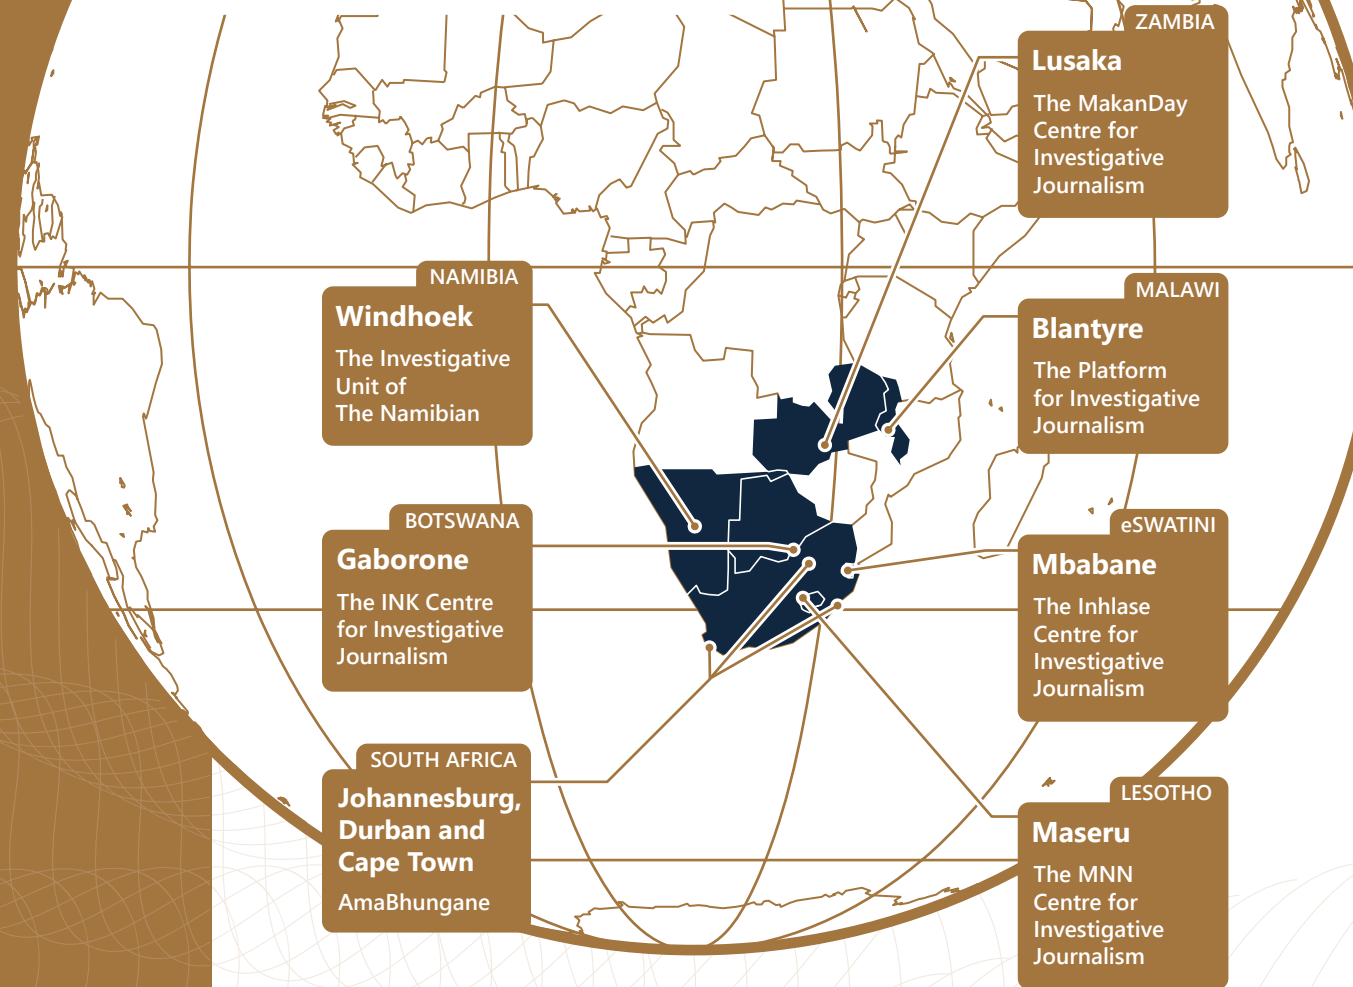 NAMIBIA
Windhoek
The Investigative
Unit of
The Namibian
BOTSWANA
Gaborone
The INK Centre
for Investigative
Journalism
SOUTH AFRICA
Johannesburg,
Durban and
Cape Town
AmaBhungane
ZAMBIA
Lusaka
The MakanDay
Centre for
Investigative
Journalism
MALAWI
Blantyre
The Platform
for Investigative
Journalism
eSWATINI
Mbabane
The Inhlase
Centre for
Investigative
Journalism
LESOTHO
Maseru
The MNN
Centre for
Investigative
Journalism